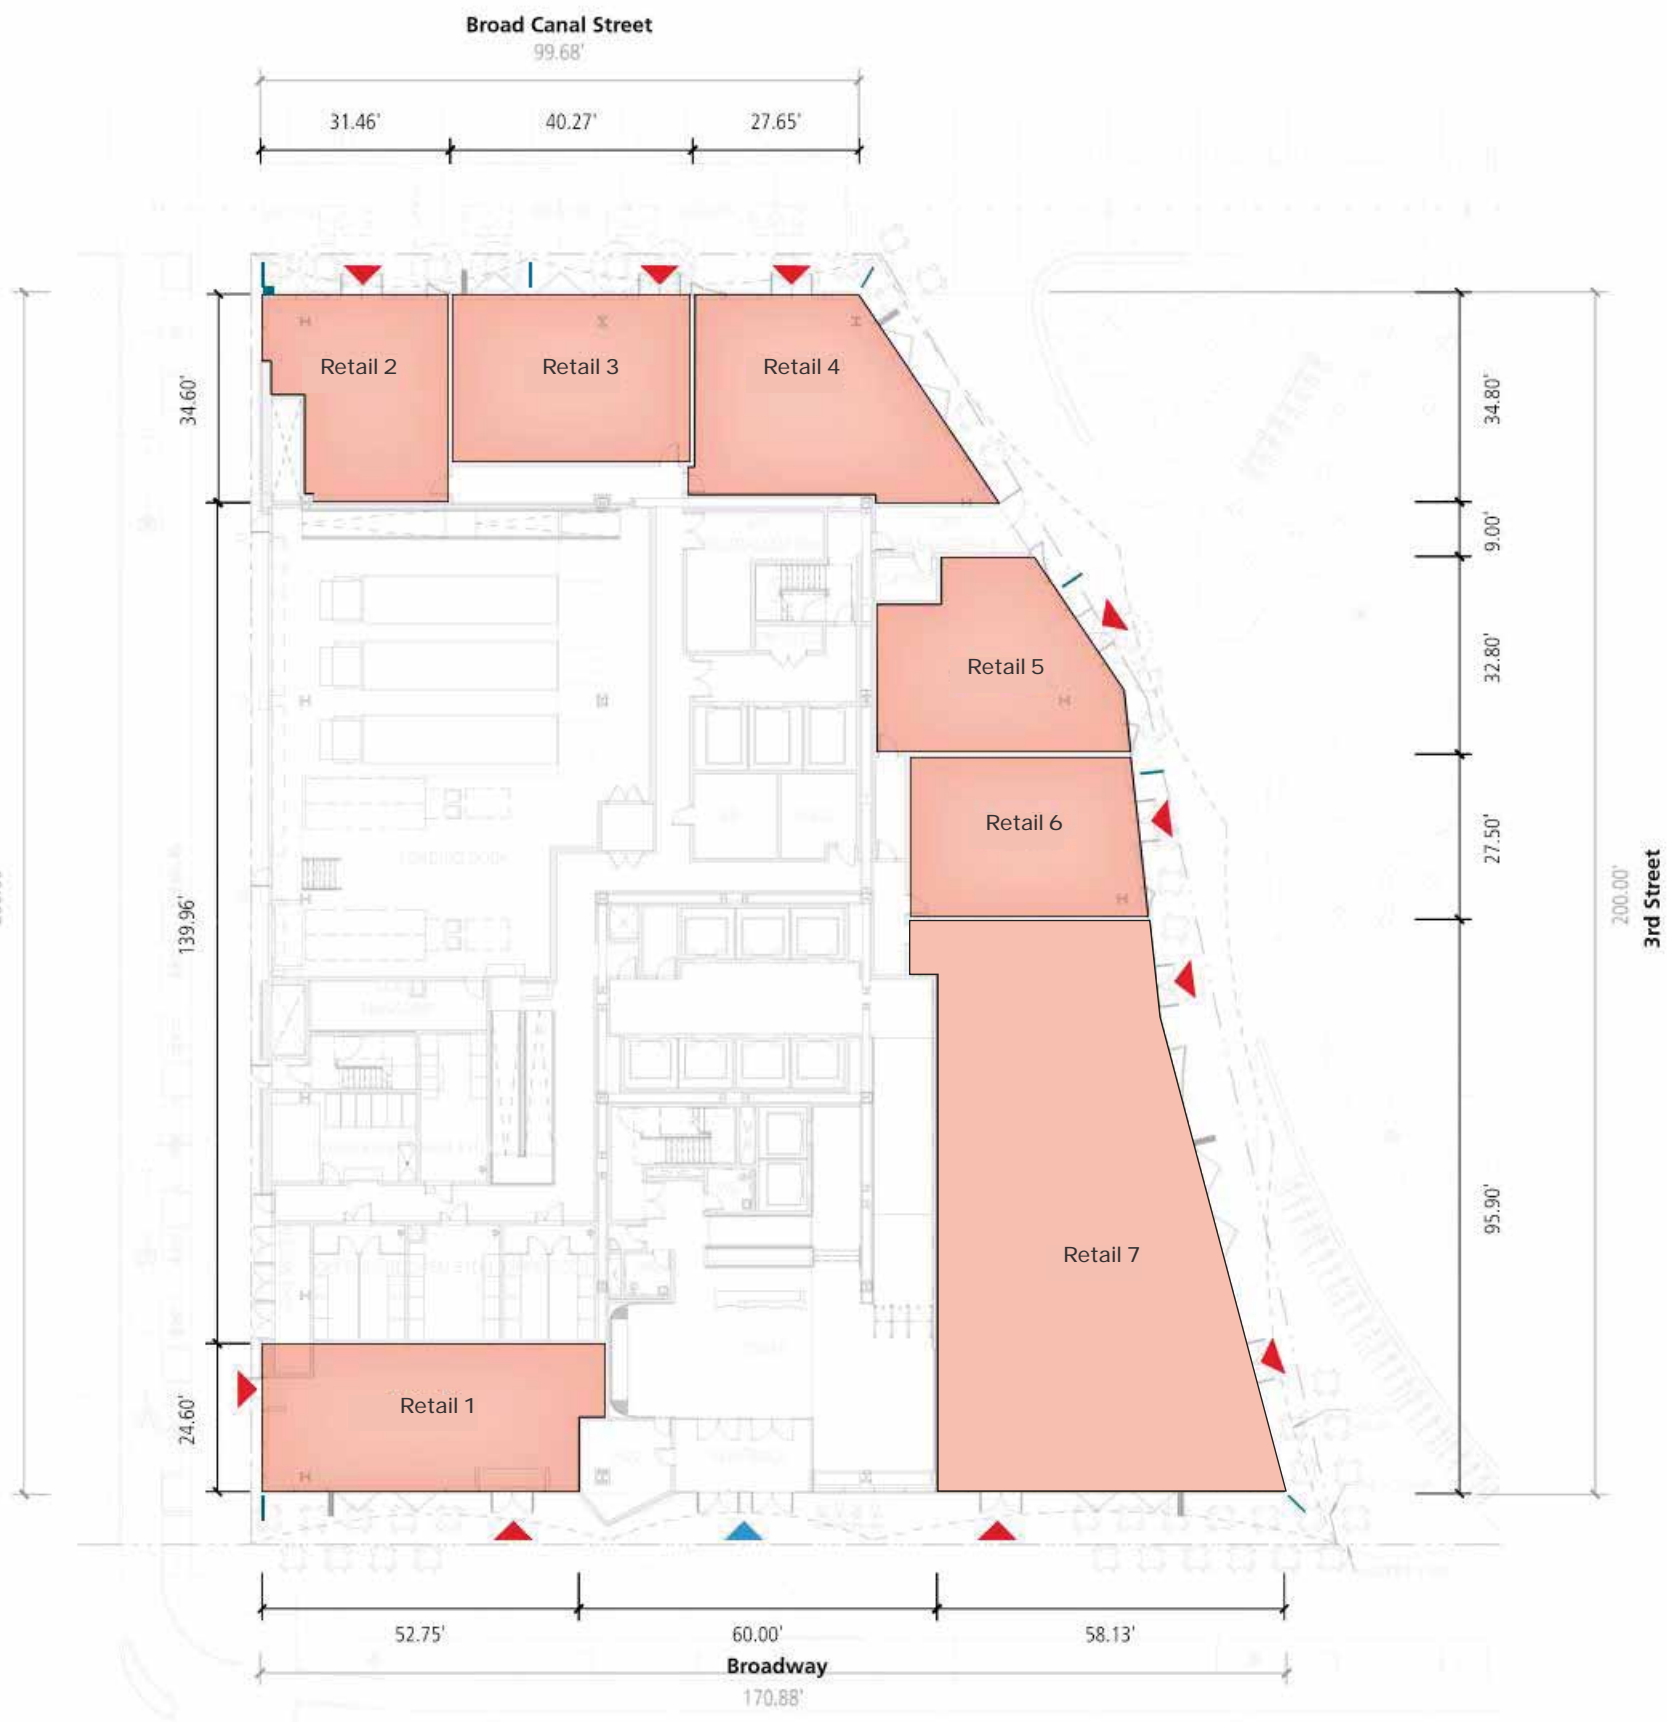 Broad Canal Street
99.68'
31.46'
40.27'
27.65'
Retail 2
Retail 3
Retail 4
34.60'
34.80'
9.00'
Retail 5
32.80'
Retail 6
27.50'
LOADING DOCK
139.96'
200.00'
3rd Street
95.90'
Retail 7
Retail 1
24.60'
52.75'
60.00'
58.13'
Broadway
170.88'